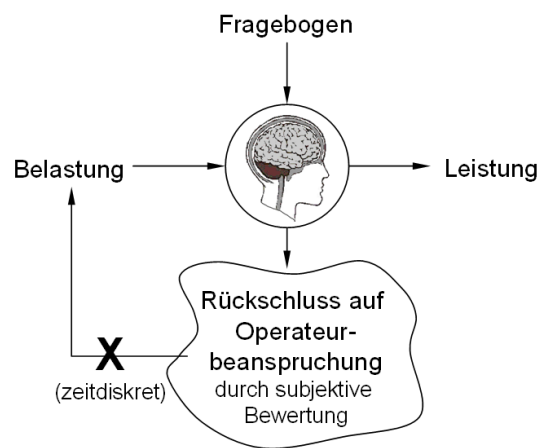 Fragebogen
Belastung
Leistung
Rückschluss auf
Operateur-
beanspruchung
durch subjektive
Bewertung
X
(zeitdiskret)